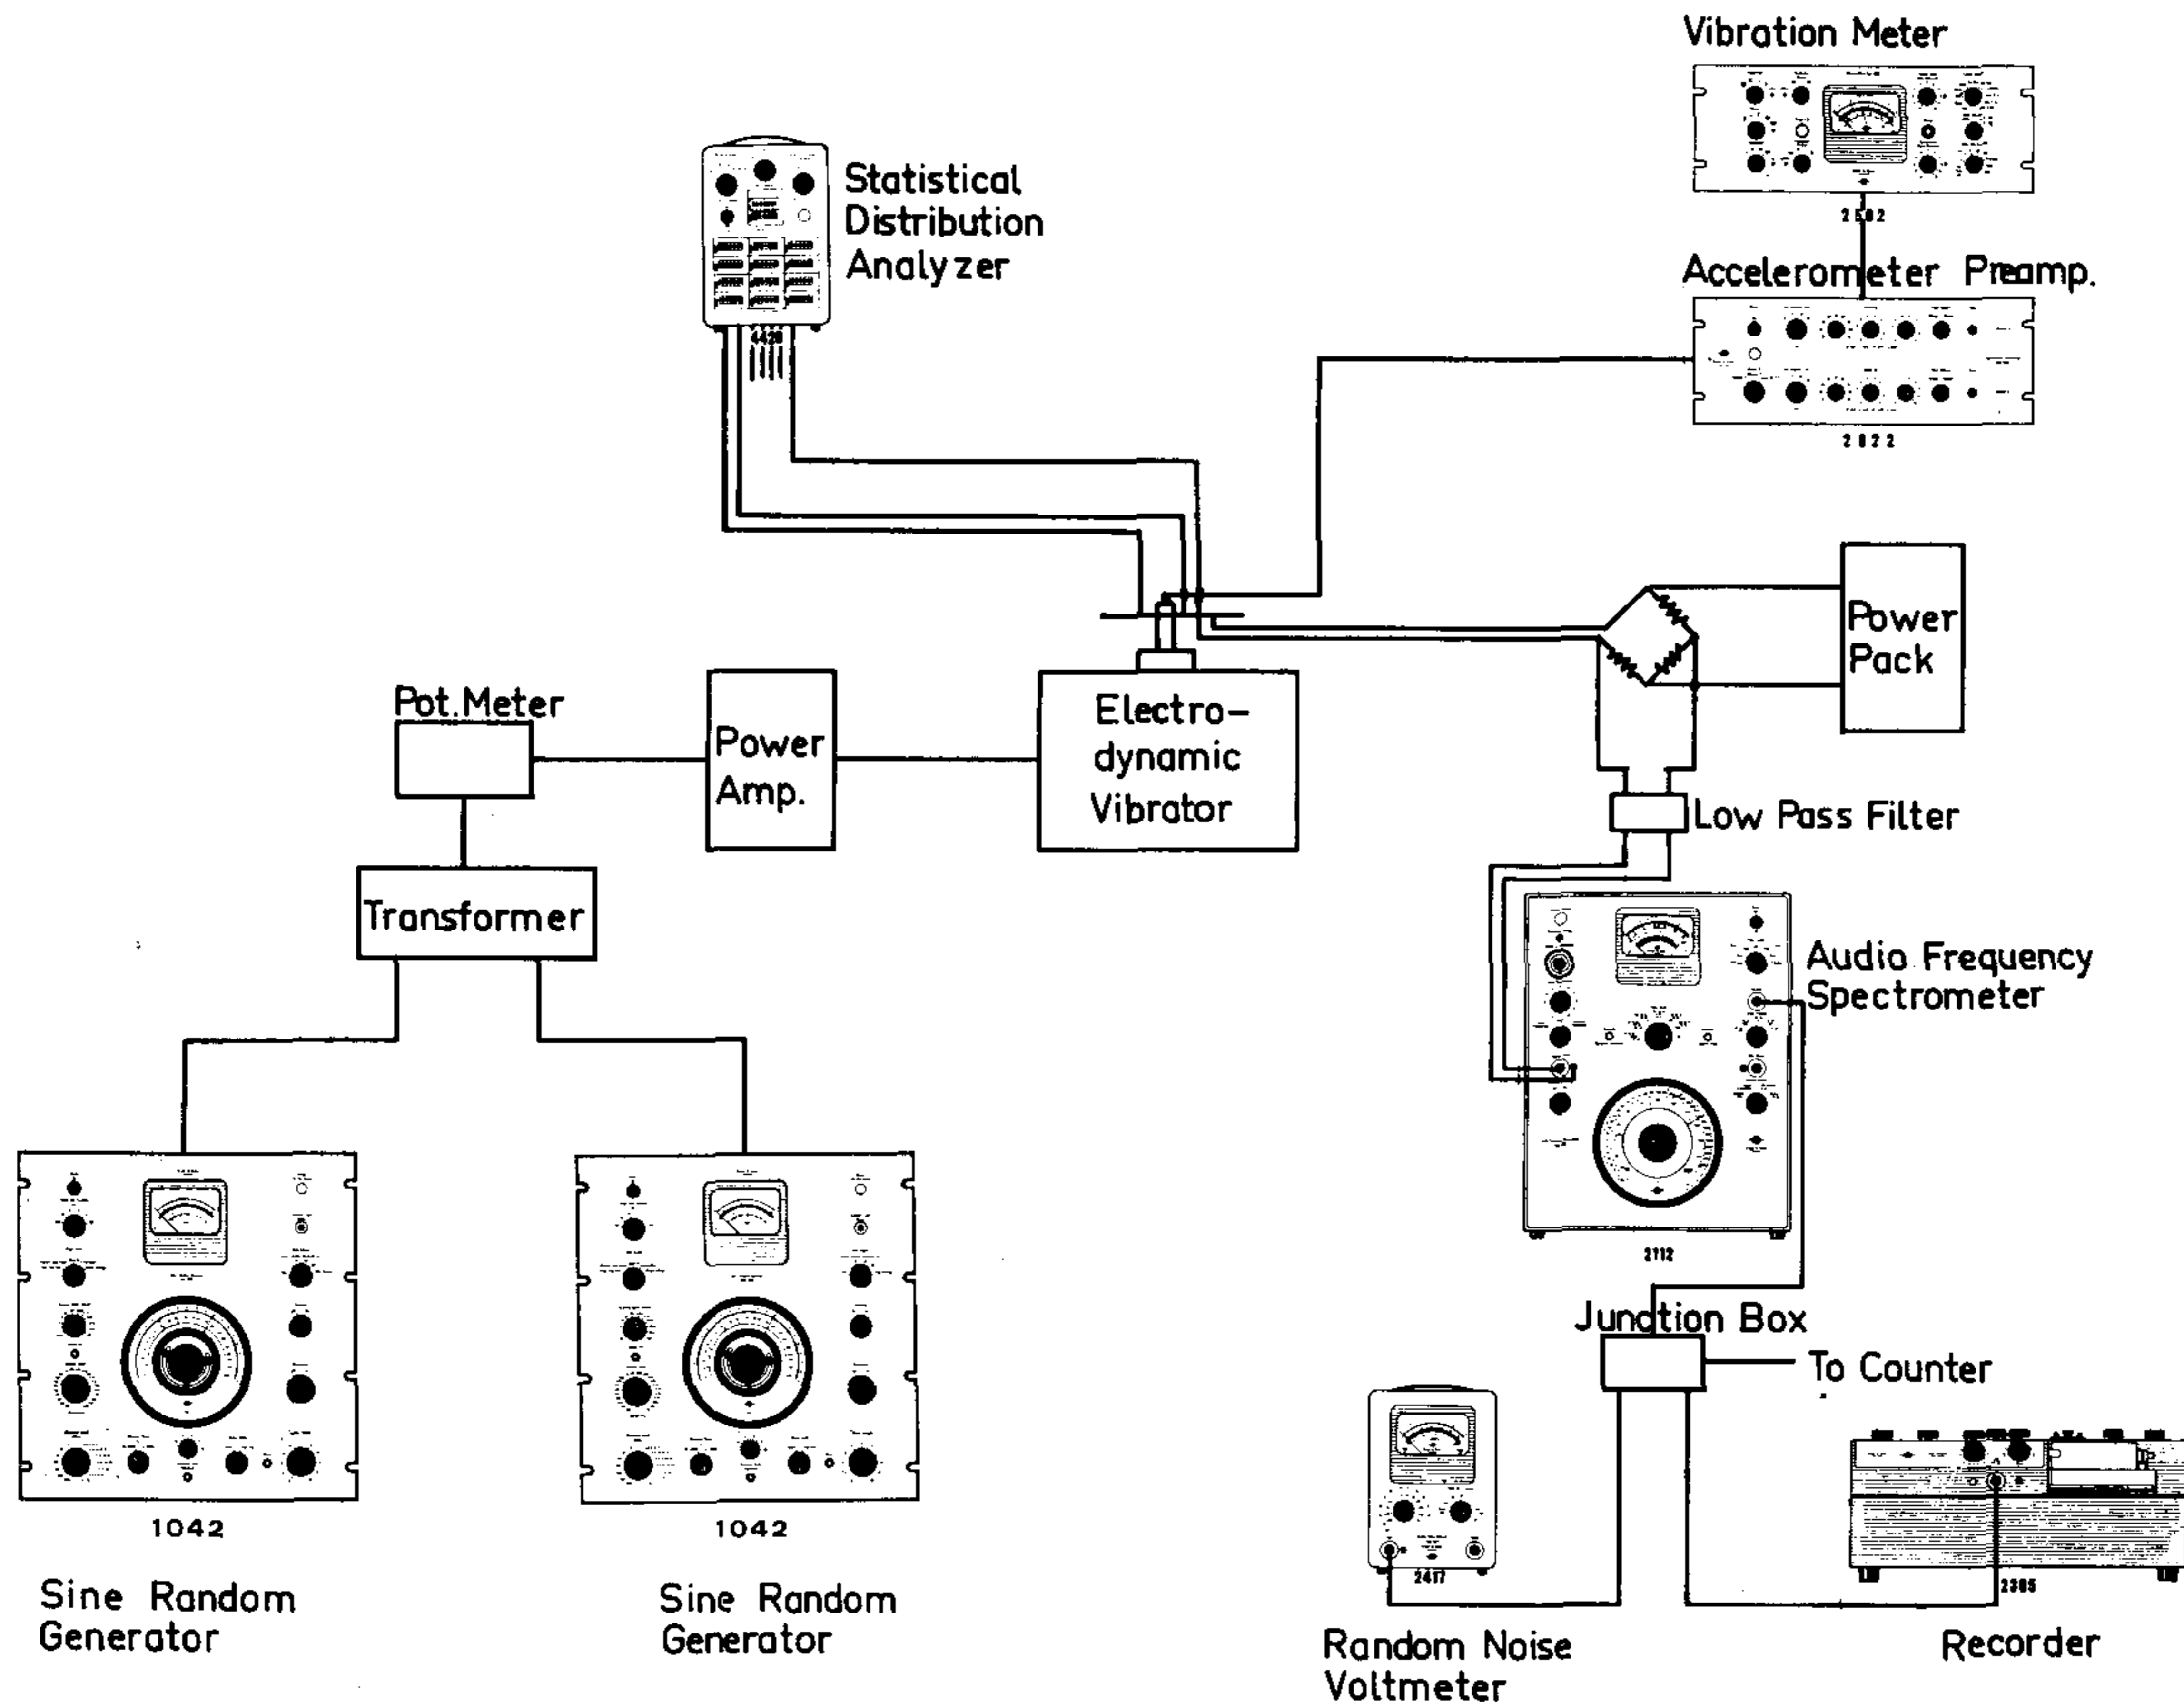 Vibration Meter
Statistical
Distribution
Analyzer
4420
Accelerometer Preamp.
2822
Power
Pack
Pot.Meter
Power
Amp.
Electro-
dynamic
Vibrator
Low Pass Filter
Transformer
Audio Frequency
Spectrometer
2112
Junction Box
To Counter
1042
1042
2417
2305
Sine Random
Generator
Sine Random
Generator
Random Noise
Voltmeter
Recorder